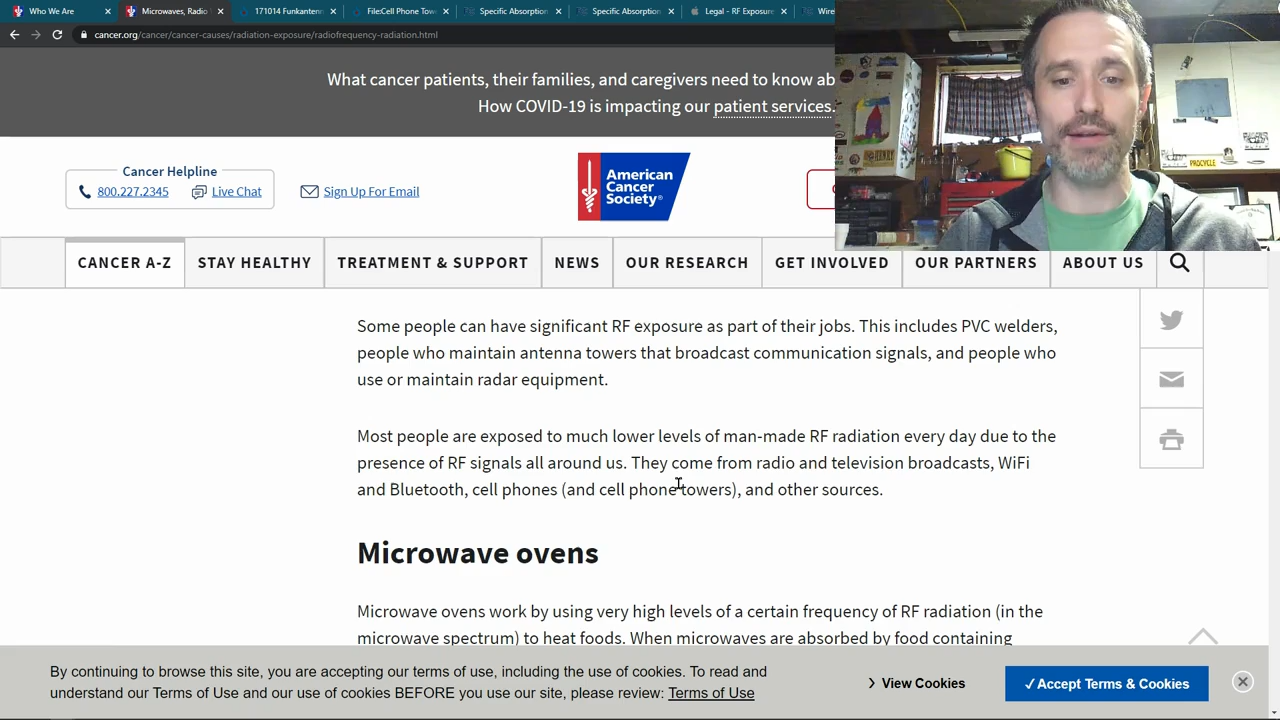 Who We Are
Microwaves, Radio
171014 Funkantenn
File:Cell Phone Tow
Specific Absorption
Specific Absorption
Legal - RF Exposure
Wire
cancer.org/cancer/cancer-causes/radiation-exposure/radiofrequency-radiation.html
What cancer patients, their families, and caregivers need to know ab
How COVID-19 is impacting our patient services.
Cancer Helpline
800.227.2345
Live Chat
Sign Up For Email
American
Cancer
Society®
PROCYCLE
CANCER A-Z
STAY HEALTHY
TREATMENT & SUPPORT
NEWS
OUR RESEARCH
GET INVOLVED
OUR PARTNERS
ABOUT US
Some people can have significant RF exposure as part of their jobs. This includes PVC welders,
people who maintain antenna towers that broadcast communication signals, and people who
use or maintain radar equipment.
Most people are exposed to much lower levels of man-made RF radiation every day due to the
presence of RF signals all around us. They come from radio and television broadcasts, WiFi
and Bluetooth, cell phones (and cell phone towers), and other sources.
Microwave ovens
Microwave ovens work by using very high levels of a certain frequency of RF radiation (in the
microwave spectrum) to heat foods. When microwaves are absorbed by food containing
By continuing to browse this site, you are accepting our terms of use, including the use of cookies. To read and
understand our Terms of Use and our use of cookies BEFORE you use our site, please review: Terms of Use
> View Cookies
✓ Accept Terms & Cookies